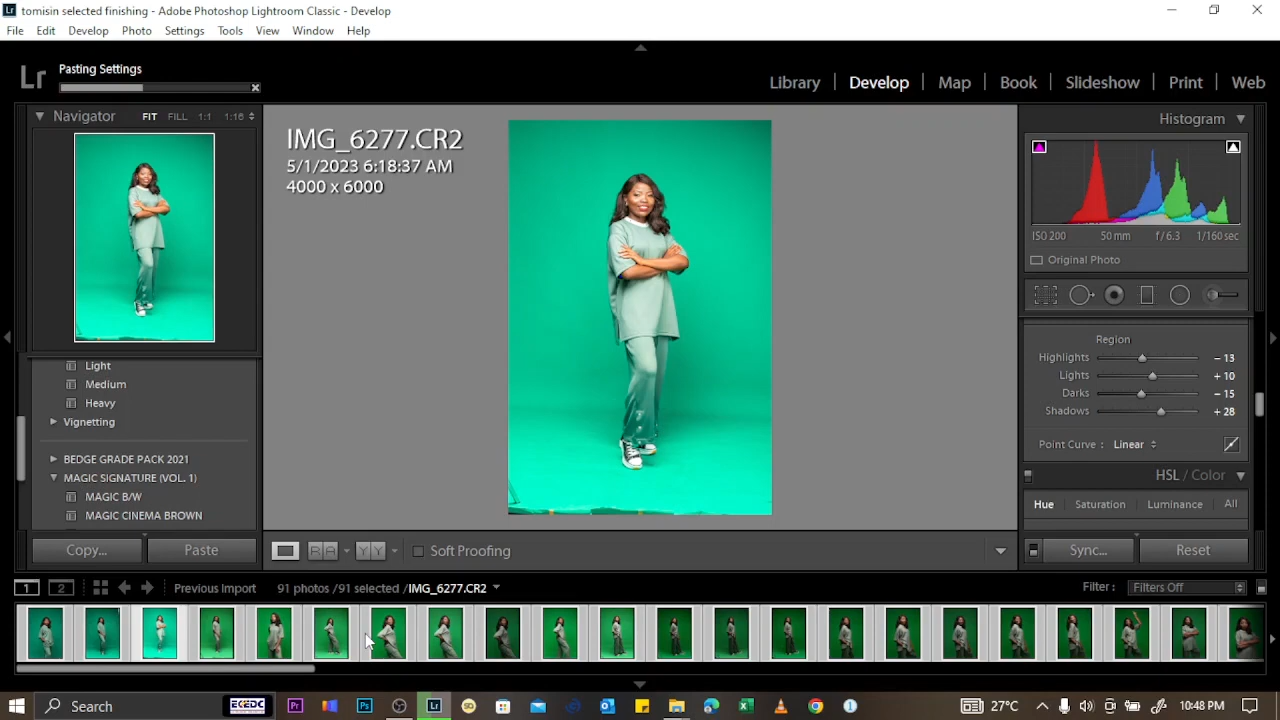 Lr tomisin selected finishing - Adobe Photoshop Lightroom Classic - Develop
File Edit Develop Photo Settings Tools View Window Help
Lr Pasting Settings
Library Develop Map Book Slideshow Print Web
Navigator FIT FILL 1:1 1:16
Histogram
IMG_6277.CR2
5/1/2023 6:18:37 AM
4000 x 6000
ISO 200 50 mm f/6.3 1/160 sec
Original Photo
Region
Highlights - 13
Lights + 10
Darks - 15
Shadows + 28
Point Curve : Linear
HSL / Color
Hue Saturation Luminance All
Light
Medium
Heavy
Vignetting
BEDGE GRADE PACK 2021
MAGIC SIGNATURE (VOL. 1)
MAGIC B/W
MAGIC CINEMA BROWN
Copy... Paste
R A Y Y Soft Proofing
Sync... Reset
1 2 Previous Import 91 photos /91 selected /IMG_6277.CR2
Filter : Filters Off
Search EKEDC Pr Ps Lr 27°C 10:48 PM